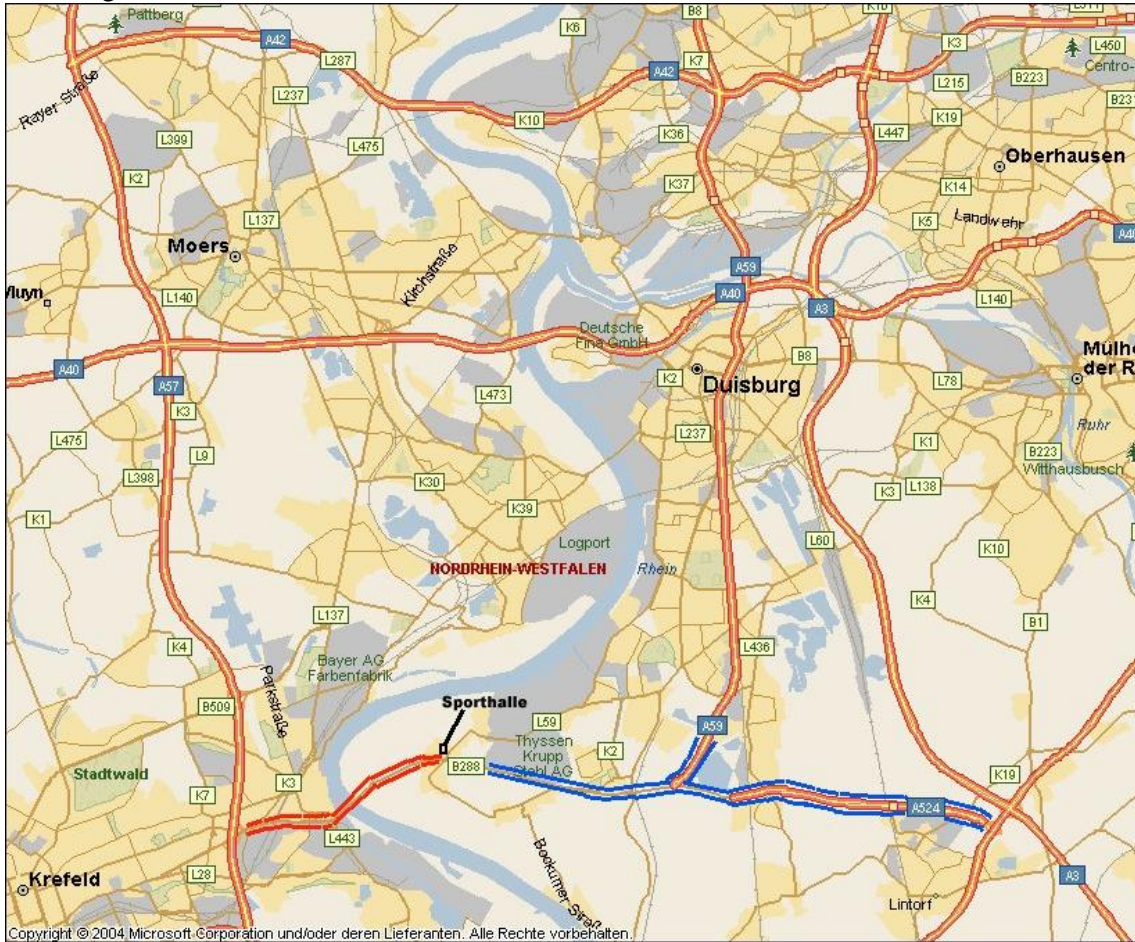 Pattberg
B8
K10
L311
K6
K3
A42
L287
K7
L450
Centro-
A42
L237
L215
B223
Rayer Straße
K10
B231
L399
L475
K36
K19
L447
Oberhausen
K2
K37
K14
L137
Landwehr
K5
Moers
A40
Kirchstraße
A59
Vluyn
L140
A40
L140
A3
Deutsche
Fina GmbH
B8
Mülhe
der R
A40
K2
A57
Duisburg
L78
L473
K3
L475
L237
Ruhr
K1
L9
B223
L398
Witthausbusch
K30
K3
L138
K39
K1
L60
Logport
K10
NORDRHEIN-WESTFALEN
Rhein
K4
L137
B1
K4
Bayer AG
Farbenfabrik
L436
Parkstraße
B509
Sporthalle
L59
A59
Thyssen
Krupp
Stahl AG
K2
B288
K19
Stadtwald
K3
K7
A524
L443
Bockumer Straße
L28
A3
Krefeld
Lintorf
Copyright © 2004 Microsoft Corporation und/oder deren Lieferanten. Alle Rechte vorbehalten.